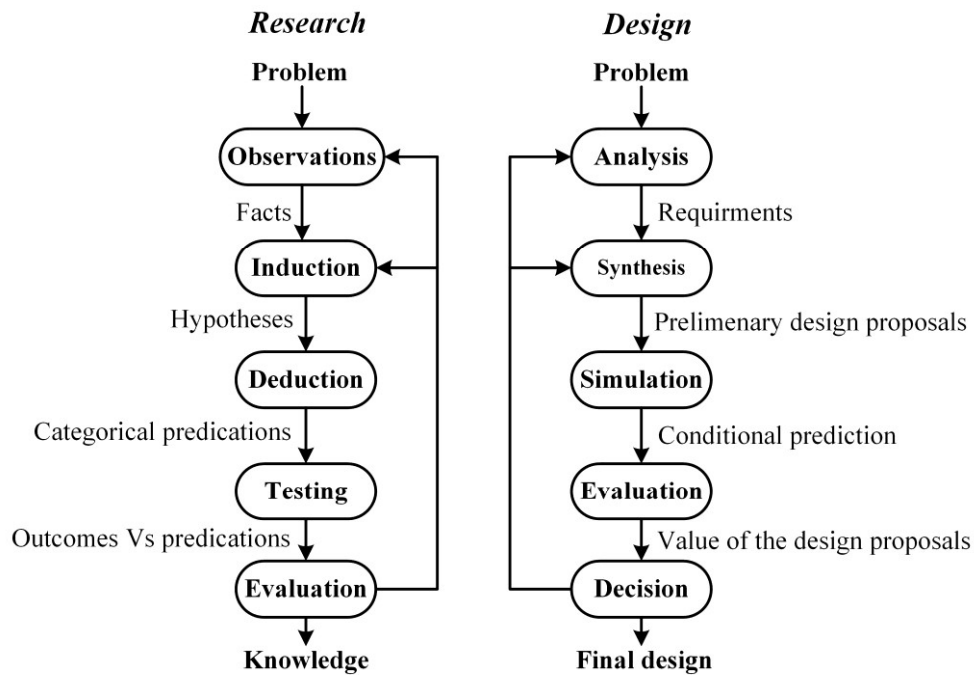 Research
Problem
Observations
Facts
Induction
Hypotheses
Deduction
Categorical predications
Testing
Outcomes Vs predications
Evaluation
Knowledge
Design
Problem
Analysis
Requirments
Synthesis
Prelimenary design proposals
Simulation
Conditional prediction
Evaluation
Value of the design proposals
Decision
Final design